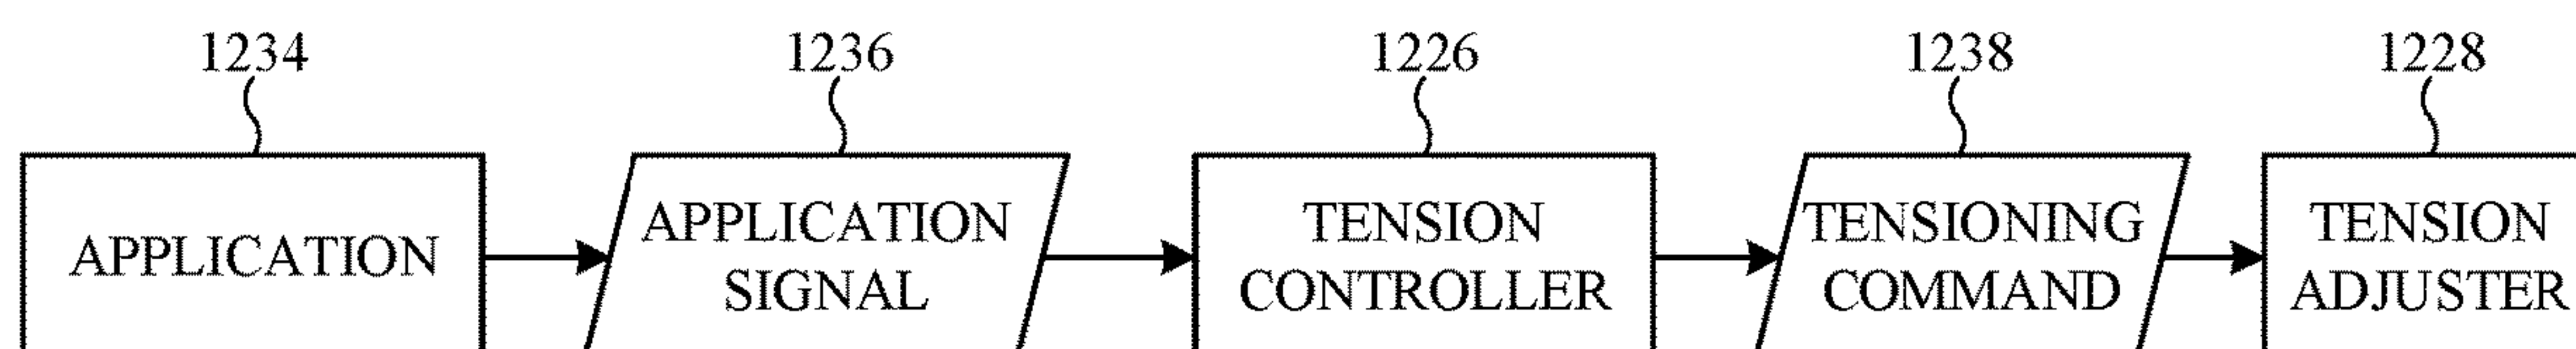 1234 1236 1226 1238 1228
APPLICATION
APPLICATION
SIGNAL
TENSION
CONTROLLER
TENSIONING
COMMAND
TENSION
ADJUSTER